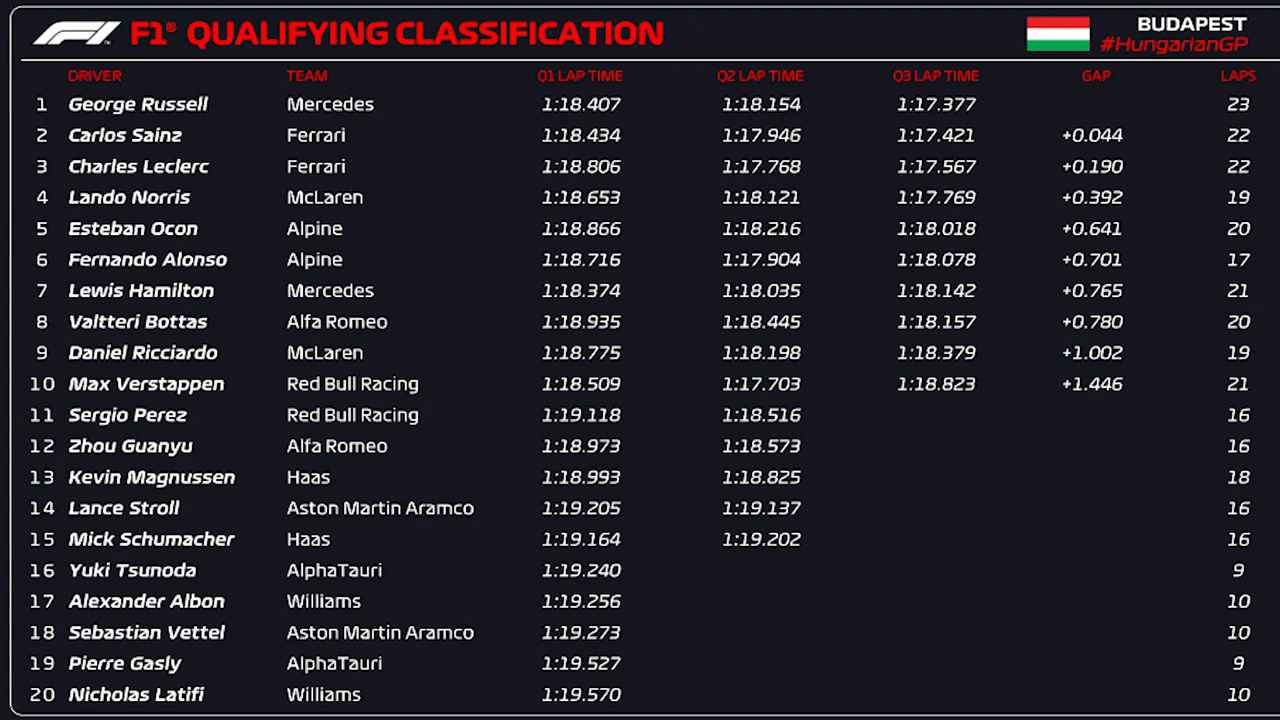 F1® QUALIFYING CLASSIFICATION BUDAPEST
#HungarianGP
DRIVER TEAM Q1 LAP TIME Q2 LAP TIME Q3 LAP TIME GAP LAPS
1 George Russell Mercedes 1:18.407 1:18.154 1:17.377 23
2 Carlos Sainz Ferrari 1:18.434 1:17.946 1:17.421 +0.044 22
3 Charles Leclerc Ferrari 1:18.806 1:17.768 1:17.567 +0.190 22
4 Lando Norris McLaren 1:18.653 1:18.121 1:17.769 +0.392 19
5 Esteban Ocon Alpine 1:18.866 1:18.216 1:18.018 +0.641 20
6 Fernando Alonso Alpine 1:18.716 1:17.904 1:18.078 +0.701 17
7 Lewis Hamilton Mercedes 1:18.374 1:18.035 1:18.142 +0.765 21
8 Valtteri Bottas Alfa Romeo 1:18.935 1:18.445 1:18.157 +0.780 20
9 Daniel Ricciardo McLaren 1:18.775 1:18.198 1:18.379 +1.002 19
10 Max Verstappen Red Bull Racing 1:18.509 1:17.703 1:18.823 +1.446 21
11 Sergio Perez Red Bull Racing 1:19.118 1:18.516 16
12 Zhou Guanyu Alfa Romeo 1:18.973 1:18.573 16
13 Kevin Magnussen Haas 1:18.993 1:18.825 18
14 Lance Stroll Aston Martin Aramco 1:19.205 1:19.137 16
15 Mick Schumacher Haas 1:19.164 1:19.202 16
16 Yuki Tsunoda AlphaTauri 1:19.240 9
17 Alexander Albon Williams 1:19.256 10
18 Sebastian Vettel Aston Martin Aramco 1:19.273 10
19 Pierre Gasly AlphaTauri 1:19.527 9
20 Nicholas Latifi Williams 1:19.570 10